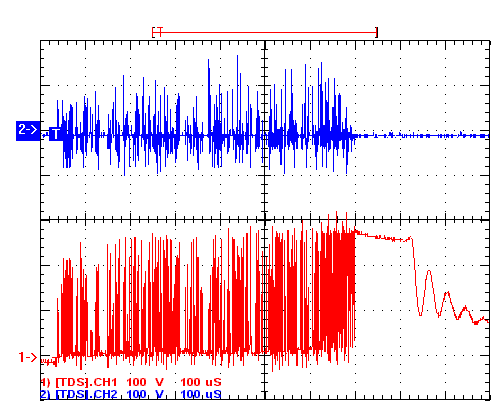 T
2->
T
1->
1) [TDS].CH1 100 V 100 uS
2) [TDS].CH2 100 V 100 uS